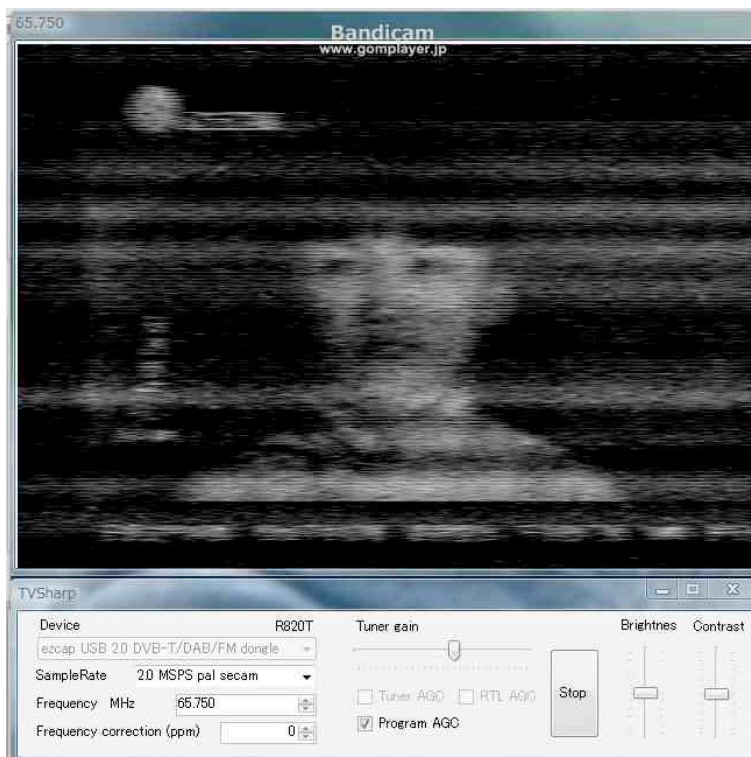 65.750
Bandicam
www.gomplayer.jp
TVSharp
Device R820T
ezcap USB 2.0 DVB-T/DAB/FM dongle
SampleRate 2.0 MSPS pal secam
Frequency MHz 65.750
Frequency correction (ppm) 0
Tuner gain
Tuner AGC RTL AGC
Program AGC
Stop
Brightnes Contrast